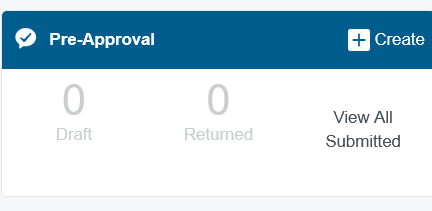 Pre-Approval
Create
0
0
Draft
Returned
View All
Submitted